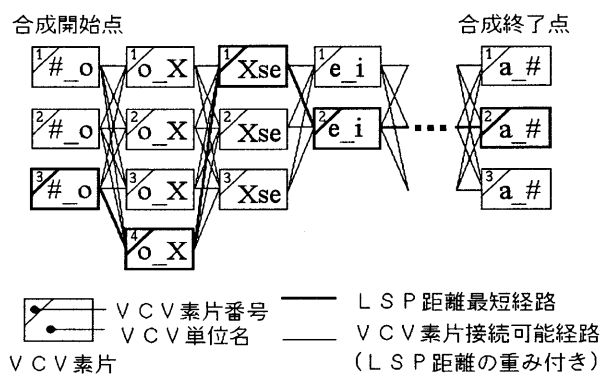 合成開始点
合成終了点
1 #_o 1 o_X 1 Xse 1 e_i 1 a_#
2 #_o 2 o_X 2 Xse 2 e_i ▪▪▪ 2 a_#
3 #_o 3 o_X 3 Xse 3 a_#
4 o_X
ＶＣＶ素片番号
ＶＣＶ単位名
ＶＣＶ素片
ＬＳＰ距離最短経路
ＶＣＶ素片接続可能経路
(ＬＳＰ距離の重み付き)